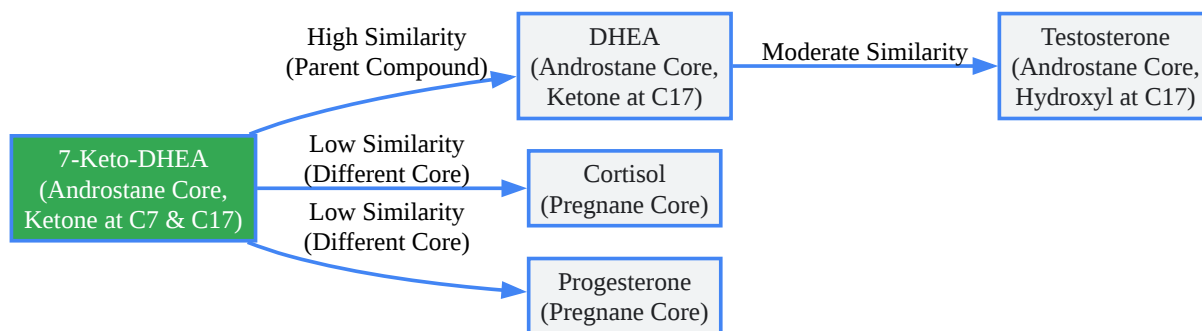 High Similarity
(Parent Compound)
DHEA
(Androstane Core,
Ketone at C17)
Moderate Similarity
Testosterone
(Androstane Core,
Hydroxyl at C17)
7-Keto-DHEA
(Androstane Core,
Ketone at C7 & C17)
Low Similarity
(Different Core)
Cortisol
(Pregnane Core)
Low Similarity
(Different Core)
Progesterone
(Pregnane Core)